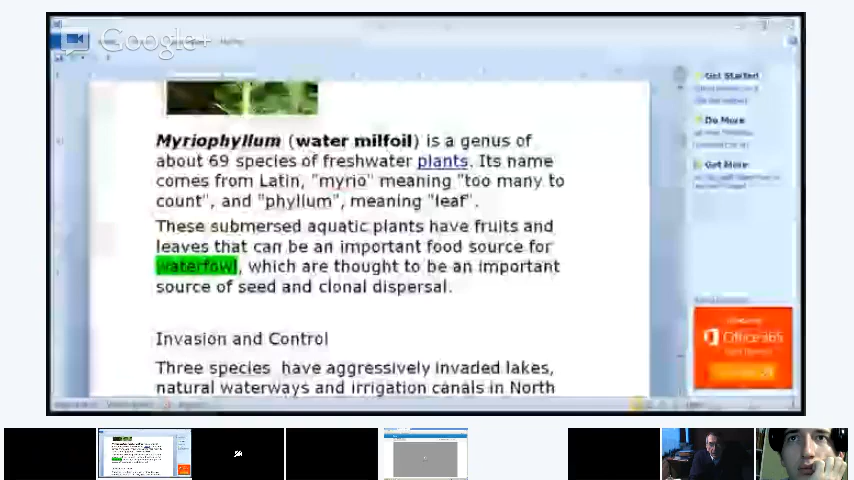 Google+
Myriophyllum (water milfoil) is a genus of
about 69 species of freshwater plants. Its name
comes from Latin, "myrio" meaning "too many to
count", and "phyllum", meaning "leaf".
These submersed aquatic plants have fruits and
leaves that can be an important food source for
waterfowl, which are thought to be an important
source of seed and clonal dispersal.
Invasion and Control
Three species have aggressively invaded lakes,
natural waterways and irrigation canals in North
Get Started
Do More
Get More
Office 365